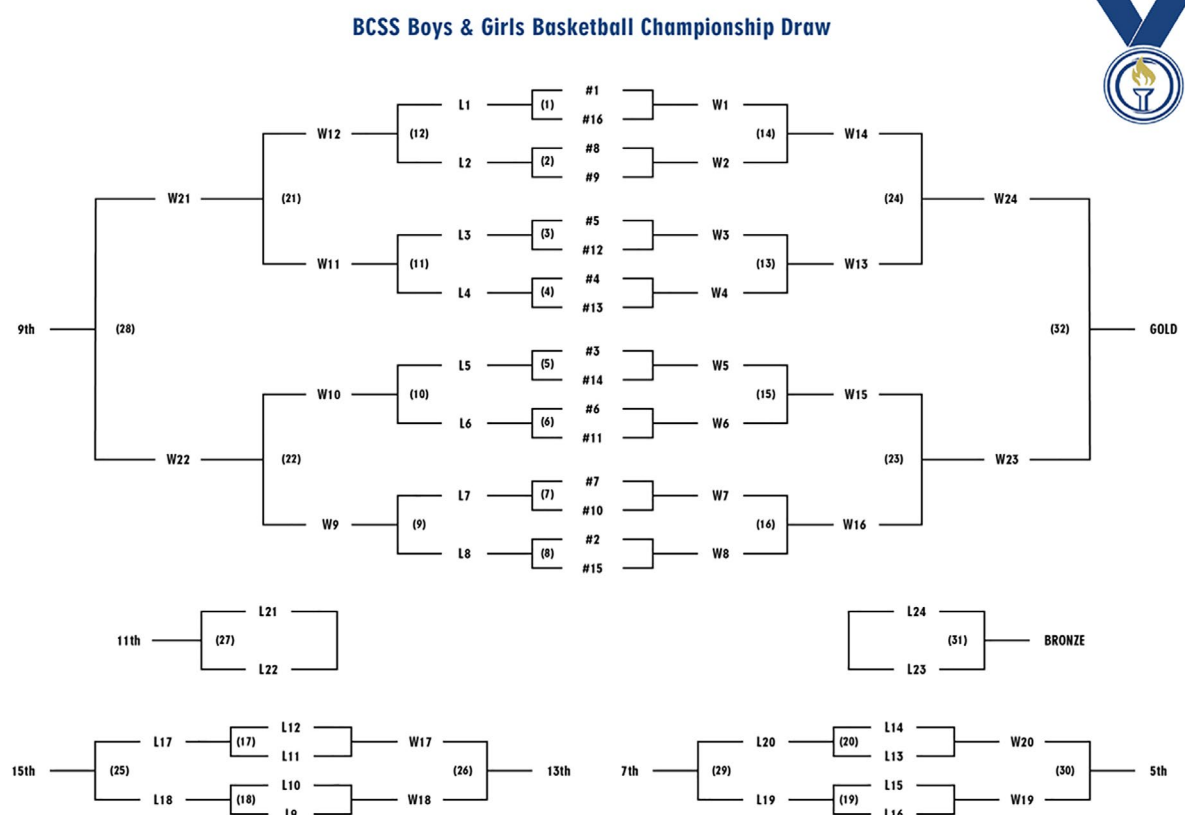 BCSS Boys & Girls Basketball Championship Draw
#1
L1 (1) W1
#16
W12 (12) (14) W14
#8
L2 (2) W2
#9
W21 (21) (24) W24
#5
L3 (3) W3
#12
W11 (11) (13) W13
#4
L4 (4) W4
#13
9th (28) (32) GOLD
#3
L5 (5) W5
#14
W10 (10) (15) W15
#6
L6 (6) W6
#11
W22 (22) (23) W23
#7
L7 (7) W7
#10
W9 (9) (16) W16
#2
L8 (8) W8
#15
L21 L24
11th (27) (31) BRONZE
L22 L23
L12 L14
L17 (17) W17 L20 (20) W20
L11 L13
15th (25) (26) 13th 7th (29) (30) 5th
L10 L15
L18 (18) W18 L19 (19) W19
L9 L16